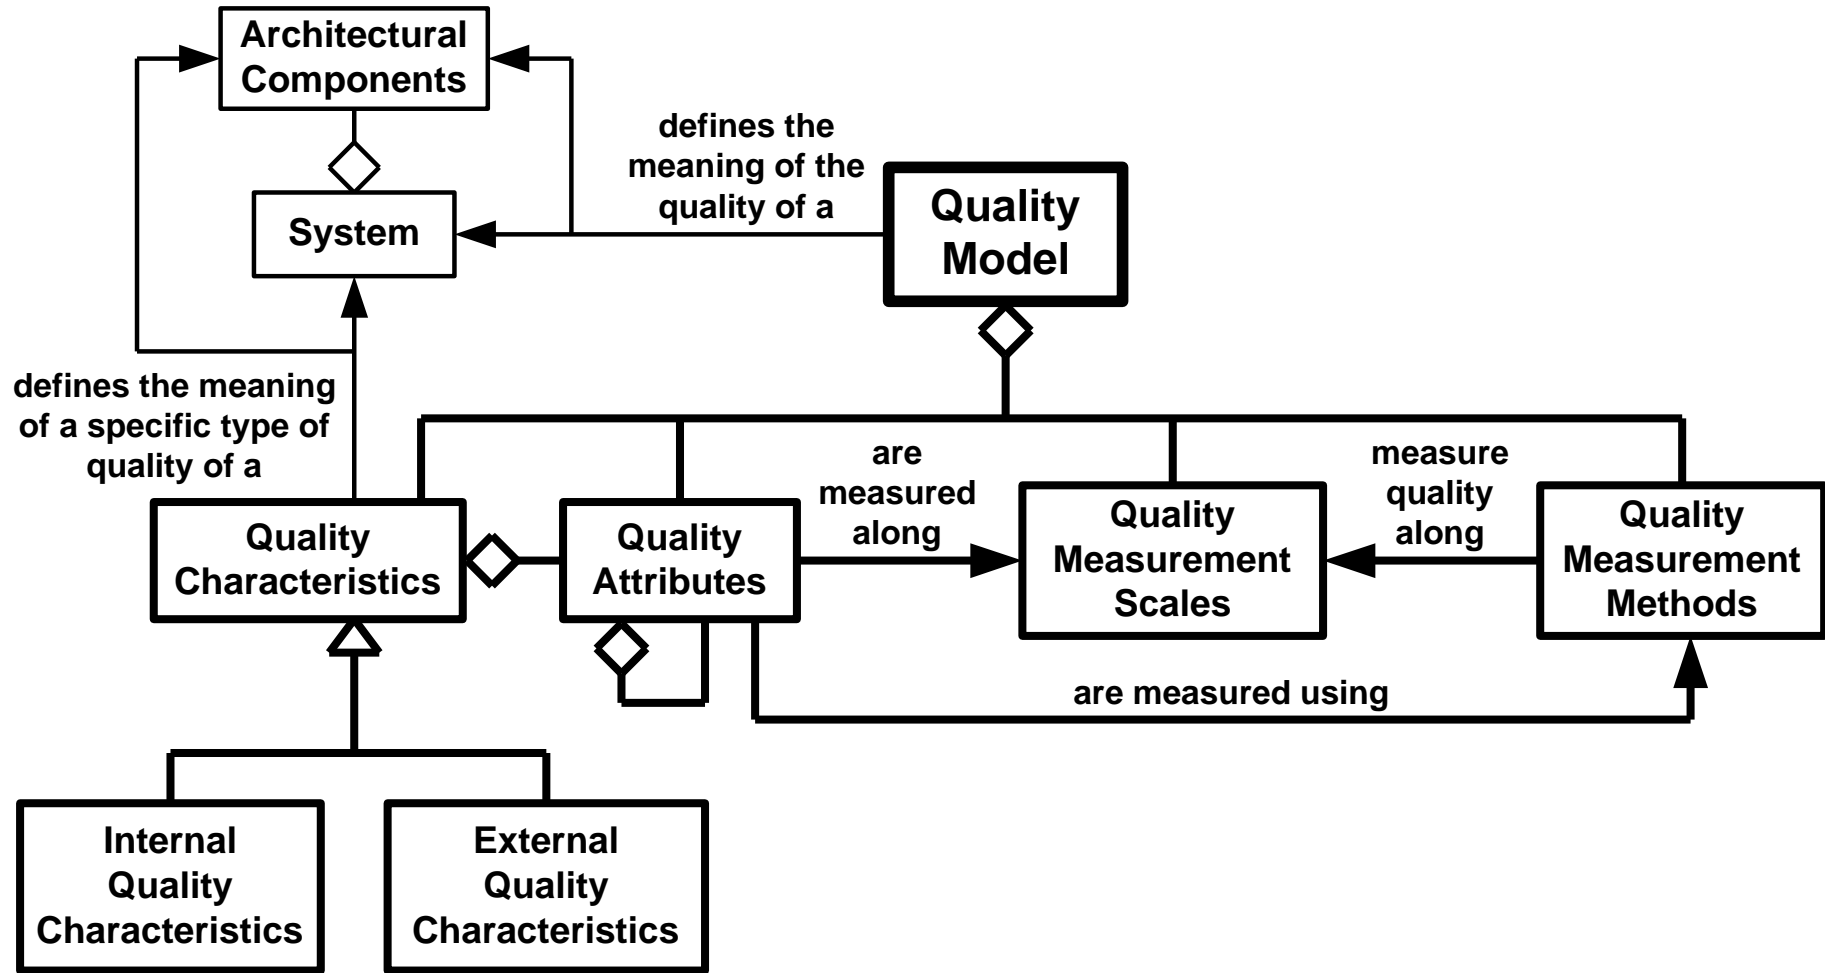 Architectural
Components
defines the
meaning of the
quality of a
Quality
Model
System
defines the meaning
of a specific type of
quality of a
are
measured
along
measure
quality
along
Quality
Characteristics
Quality
Attributes
Quality
Measurement
Scales
Quality
Measurement
Methods
are measured using
Internal
Quality
Characteristics
External
Quality
Characteristics